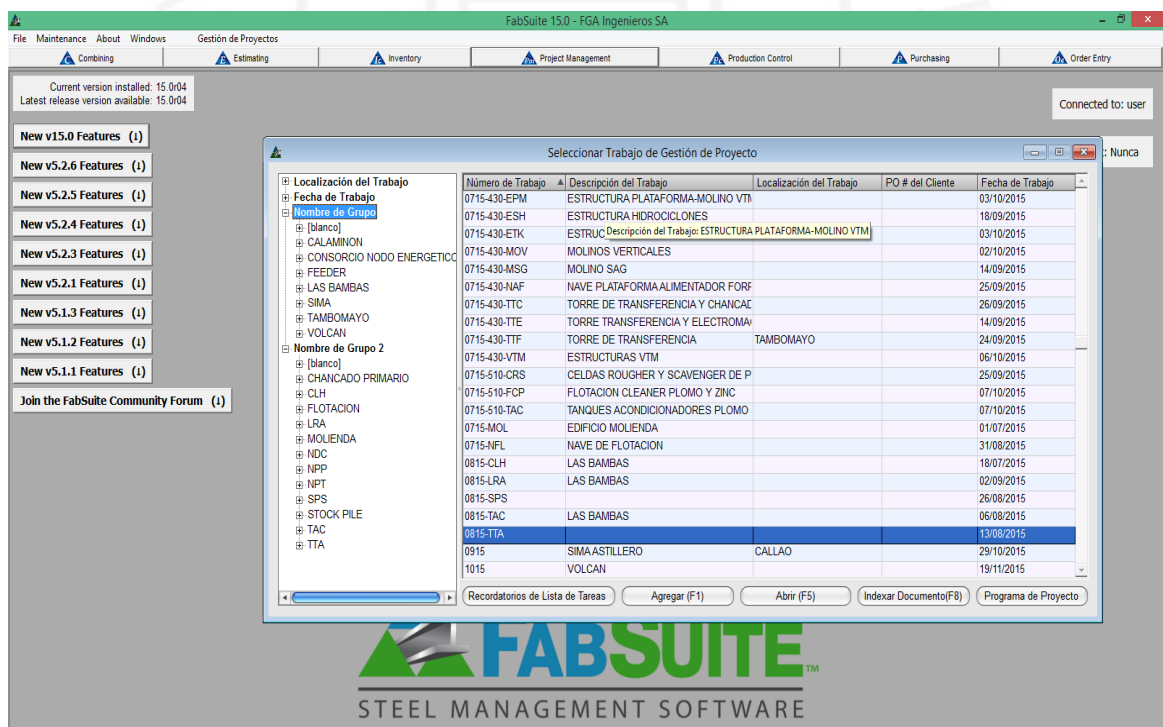 FabSuite 15.0 - FGA Ingenieros SA
File Maintenance About Windows Gestión de Proyectos
Combining Estimating Inventory Project Management Production Control Purchasing Order Entry
Current version installed: 15.0r04
Latest release version available: 15.0r04
Connected to: user
: Nunca
New v15.0 Features (↓)
New v5.2.6 Features (↓)
New v5.2.5 Features (↓)
New v5.2.4 Features (↓)
New v5.2.3 Features (↓)
New v5.2.1 Features (↓)
New v5.1.3 Features (↓)
New v5.1.2 Features (↓)
New v5.1.1 Features (↓)
Join the FabSuite Community Forum (↓)
Seleccionar Trabajo de Gestión de Proyecto
Localización del Trabajo
Fecha de Trabajo
Nombre de Grupo
[blanco]
CALAMINON
CONSORCIO NODO ENERGETICO
FEEDER
LAS BAMBAS
SIMA
TAMBOMAYO
VOLCAN
Nombre de Grupo 2
[blanco]
CHANCADO PRIMARIO
CLH
FLOTACION
LRA
MOLIENDA
NDC
NPP
NPT
SPS
STOCK PILE
TAC
TTA
Número de Trabajo Descripción del Trabajo Localización del Trabajo PO # del Cliente Fecha de Trabajo
0715-430-EPM ESTRUCTURA PLATAFORMA-MOLINO VTM 03/10/2015
0715-430-ESH ESTRUCTURA HIDROCICLONES 18/09/2015
0715-430-ETK ESTRUC 03/10/2015
Descripción del Trabajo: ESTRUCTURA PLATAFORMA-MOLINO VTM
0715-430-MOV MOLINOS VERTICALES 02/10/2015
0715-430-MSG MOLINO SAG 14/09/2015
0715-430-NAF NAVE PLATAFORMA ALIMENTADOR FORF 25/09/2015
0715-430-TTC TORRE DE TRANSFERENCIA Y CHANCAD 26/09/2015
0715-430-TTE TORRE TRANSFERENCIA Y ELECTROMA 14/09/2015
0715-430-TTF TORRE DE TRANSFERENCIA TAMBOMAYO 24/09/2015
0715-430-VTM ESTRUCTURAS VTM 06/10/2015
0715-510-CRS CELDAS ROUGHER Y SCAVENGER DE P 25/09/2015
0715-510-FCP FLOTACION CLEANER PLOMO Y ZINC 07/10/2015
0715-510-TAC TANQUES ACONDICIONADORES PLOMO 07/10/2015
0715-MOL EDIFICIO MOLIENDA 01/07/2015
0715-NFL NAVE DE FLOTACION 31/08/2015
0815-CLH LAS BAMBAS 18/07/2015
0815-LRA LAS BAMBAS 02/09/2015
0815-SPS 26/08/2015
0815-TAC LAS BAMBAS 06/08/2015
0815-TTA 13/08/2015
0915 SIMA ASTILLERO CALLAO 29/10/2015
1015 VOLCAN 19/11/2015
Recordatorios de Lista de Tareas Agregar (F1) Abrir (F5) Indexar Documento(F8) Programa de Proyecto
FABSUITE TM
STEEL MANAGEMENT SOFTWARE